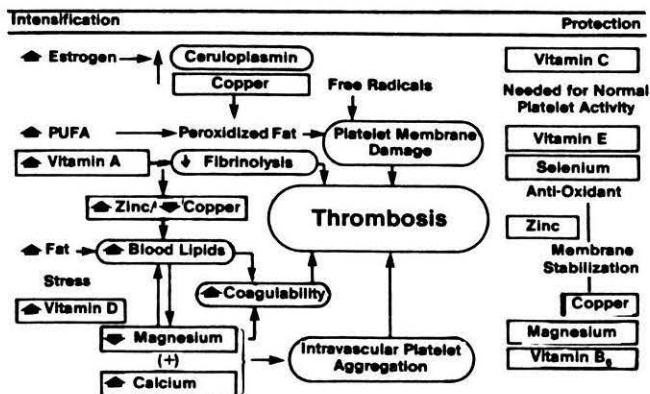 Intensification
Protection
Estrogen
Ceruloplasmin
Copper
Free Radicals
PUFA
Peroxidized Fat
Platelet Membrane
Damage
Vitamin A
Fibrinolysis
Zinc/ Copper
Thrombosis
Fat
Blood Lipids
Stress
Coagulability
Vitamin D
Magnesium
(+)
Calcium
Intravascular Platelet
Aggregation
Vitamin C
Needed for Normal
Platelet Activity
Vitamin E
Selenium
Anti-Oxidant
Zinc
Membrane
Stabilization
Copper
Magnesium
Vitamin B₆